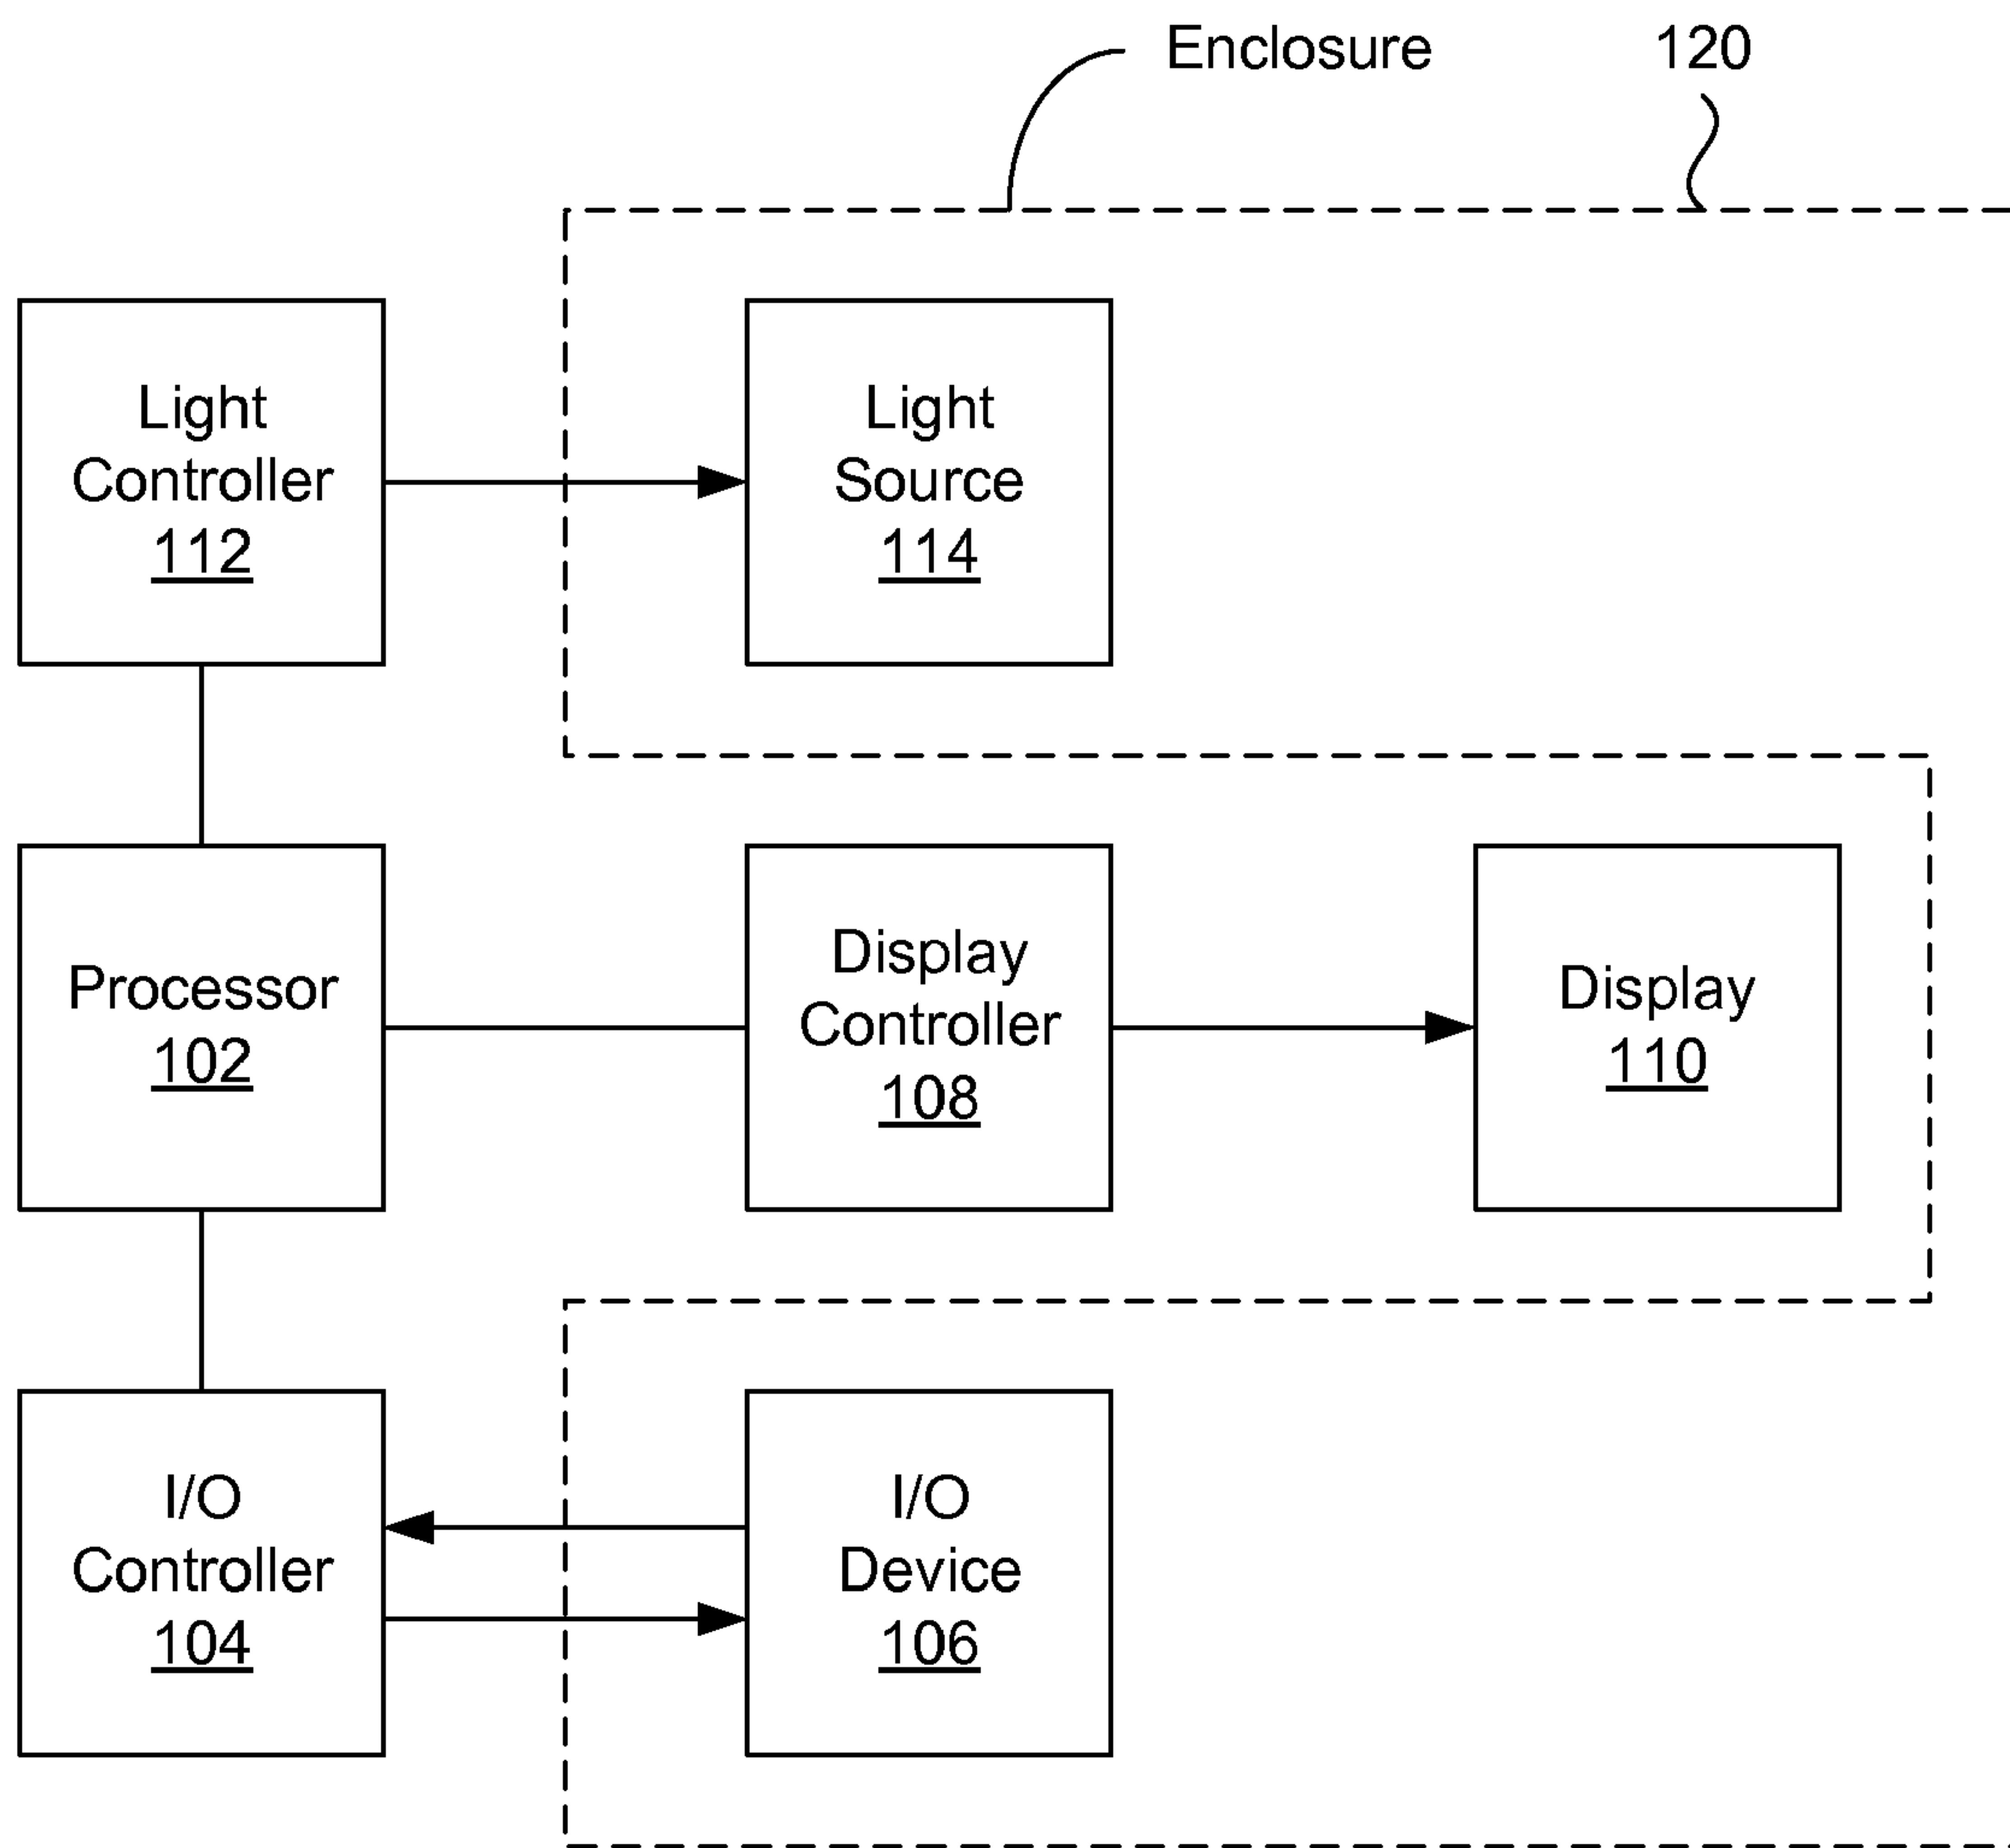 Enclosure
120
Light
Controller
112
Light
Source
114
Processor
102
Display
Controller
108
Display
110
I/O
Controller
104
I/O
Device
106